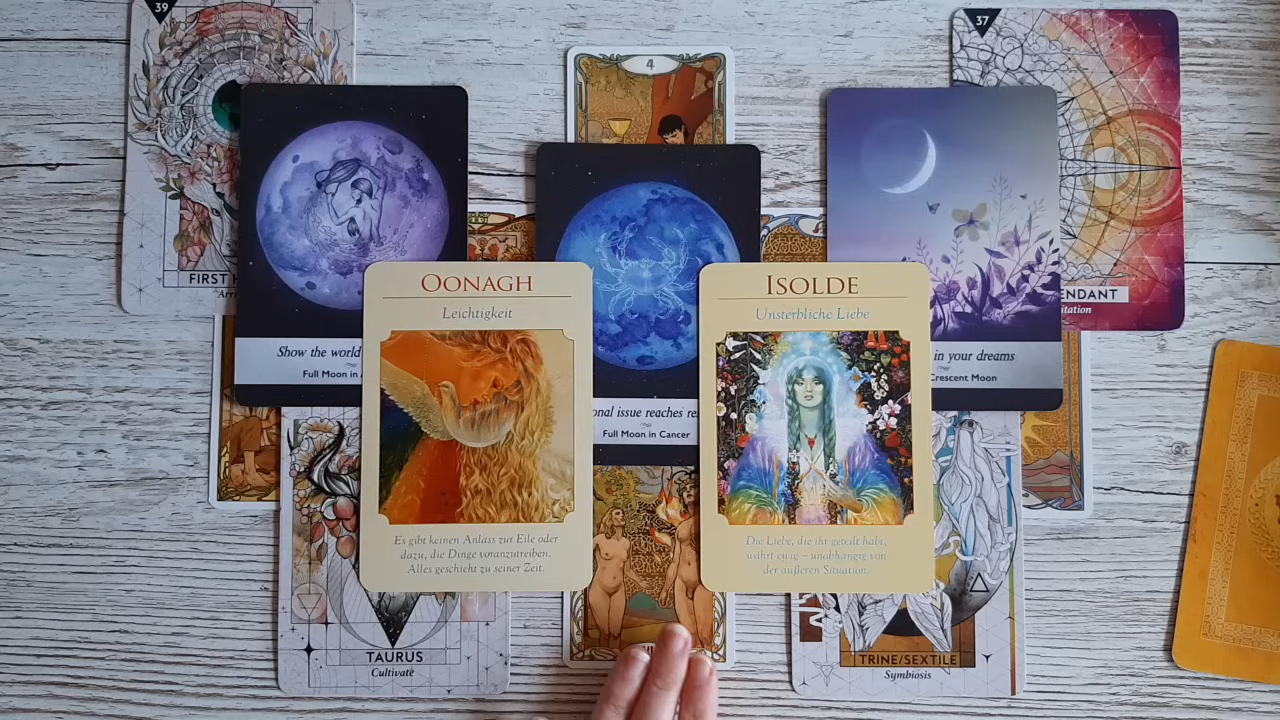 39
37
4
FIRST
ENDANT
itation
Show the world
Full Moon in
onal issue reaches
Full Moon in Cancer
in your dreams
Crescent Moon
OONAGH
Leichtigkeit
Es gibt keinen Anlass zur Eile oder
dazu, die Dinge voranzutreiben.
Alles geschieht zu seiner Zeit.
ISOLDE
Unsterbliche Liebe
Die Liebe, die ihr geteilt habt,
währt ewig – unabhängig von
der äußeren Situation.
TAURUS
Cultivate
TRINE/SEXTILE
Symbiosis